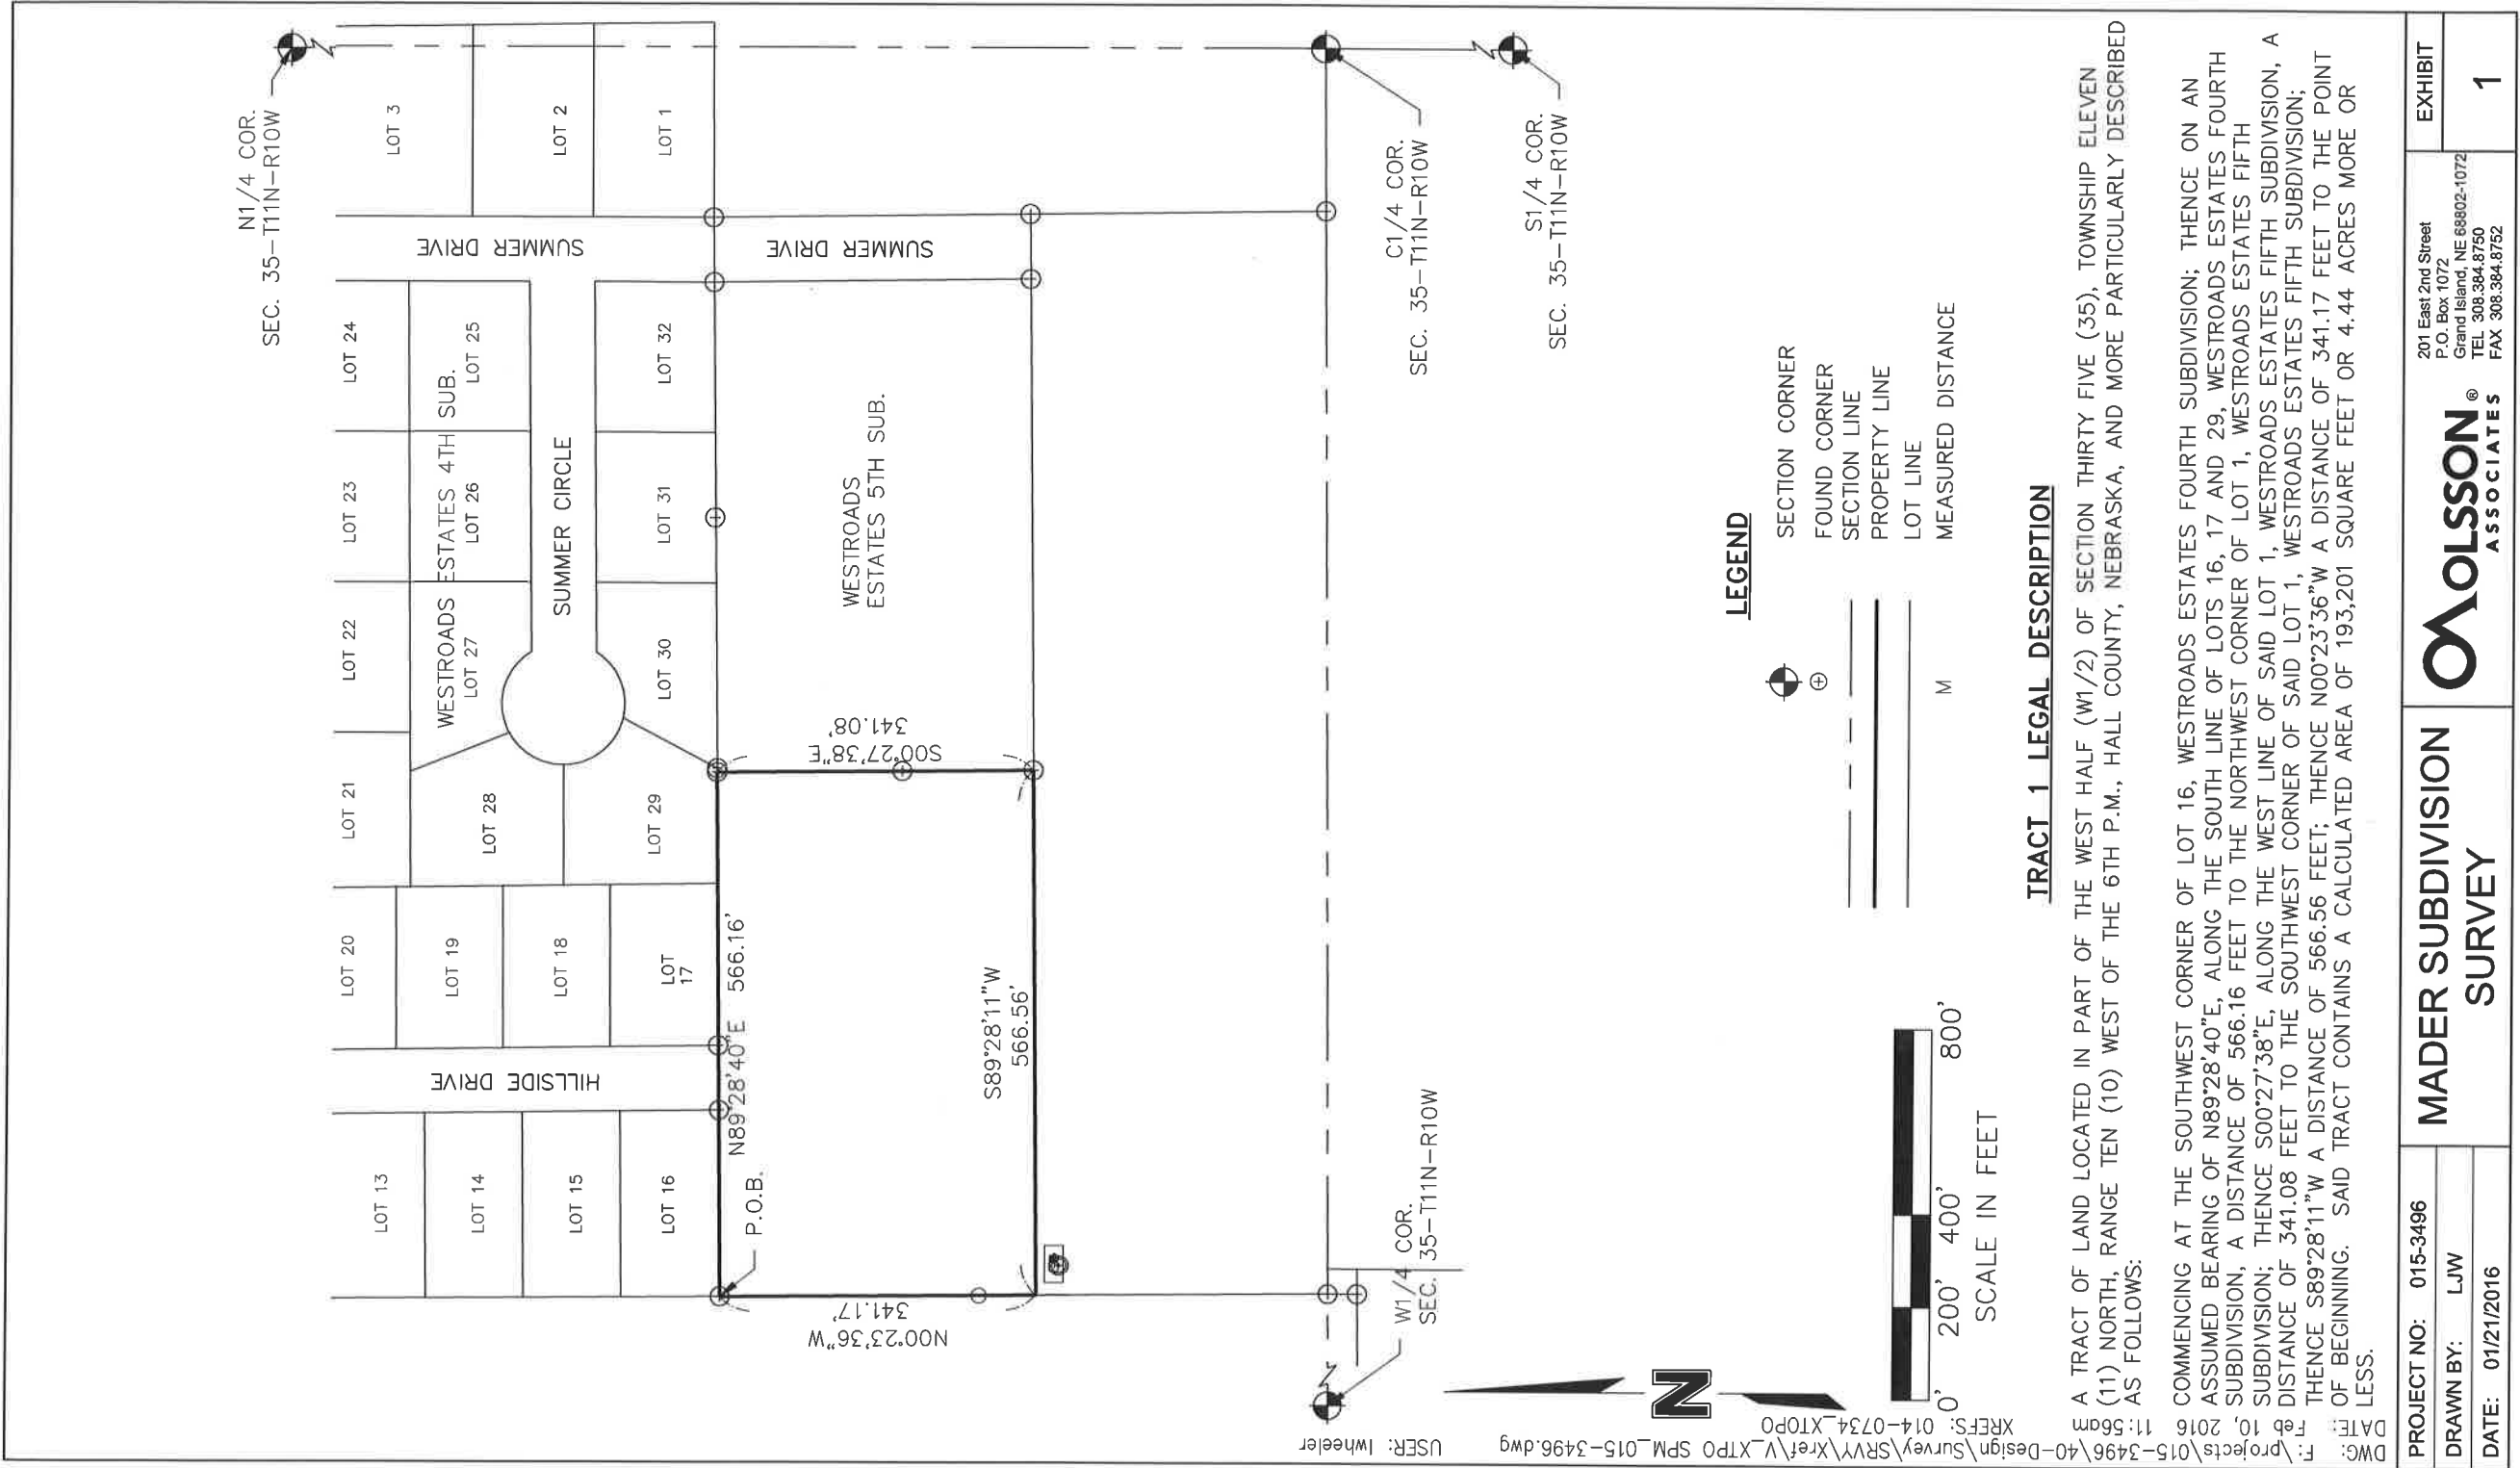 N1/4 COR.
SEC. 35-T11N-R10W
LOT 3
LOT 2
LOT 1
SUMMER DRIVE
SUMMER DRIVE
LOT 24
LOT 25
LOT 32
LOT 23
WESTROADS ESTATES 4TH SUB.
LOT 26
LOT 31
LOT 22
LOT 27
LOT 30
SUMMER CIRCLE
LOT 21
LOT 28
LOT 29
LOT 20
LOT 19
LOT 18
LOT
17
HILLSIDE DRIVE
LOT 13
LOT 14
LOT 15
LOT 16
WESTROADS
ESTATES 5TH SUB.
S00°27'38"E
341.08'
N89°28'40"E 566.16'
S89°28'11"W
566.56'
N00°23'36"W
341.17'
P.O.B.
C1/4 COR.
SEC. 35-T11N-R10W
S1/4 COR.
SEC. 35-T11N-R10W
W1/4 COR.
SEC. 35-T11N-R10W
N
0' 200' 400' 800'
SCALE IN FEET
LEGEND
SECTION CORNER
FOUND CORNER
SECTION LINE
PROPERTY LINE
LOT LINE
M MEASURED DISTANCE
TRACT 1 LEGAL DESCRIPTION
A TRACT OF LAND LOCATED IN PART OF THE WEST HALF (W1/2) OF SECTION THIRTY FIVE (35), TOWNSHIP ELEVEN
(11) NORTH, RANGE TEN (10) WEST OF THE 6TH P.M., HALL COUNTY, NEBRASKA, AND MORE PARTICULARLY DESCRIBED
AS FOLLOWS:
COMMENCING AT THE SOUTHWEST CORNER OF LOT 16, WESTROADS ESTATES FOURTH SUBDIVISION; THENCE ON AN
ASSUMED BEARING OF N89°28'40"E, ALONG THE SOUTH LINE OF LOTS 16, 17 AND 29, WESTROADS ESTATES FOURTH
SUBDIVISION, A DISTANCE OF 566.16 FEET TO THE NORTHWEST CORNER OF LOT 1, WESTROADS ESTATES FIFTH
SUBDIVISION; THENCE S00°27'38"E, ALONG THE WEST LINE OF SAID LOT 1, WESTROADS ESTATES FIFTH SUBDIVISION, A
DISTANCE OF 341.08 FEET TO THE SOUTHWEST CORNER OF SAID LOT 1, WESTROADS ESTATES FIFTH SUBDIVISION;
THENCE S89°28'11"W A DISTANCE OF 566.56 FEET; THENCE N00°23'36"W A DISTANCE OF 341.17 FEET TO THE POINT
OF BEGINNING. SAID TRACT CONTAINS A CALCULATED AREA OF 193,201 SQUARE FEET OR 4.44 ACRES MORE OR
LESS.
DWG: F:\projects\015-3496\40-Design\Survey\SRVY\Xref\V_XTPO SPM_015-3496.dwg USER: lwheeler
DATE: Feb 10, 2016 11:56am XREFS: 014-0734_XTOPO
PROJECT NO: 015-3496
DRAWN BY: LJW
DATE: 01/21/2016
MADER SUBDIVISION
SURVEY
OLSSON®
ASSOCIATES
201 East 2nd Street
P.O. Box 1072
Grand Island, NE 68802-1072
TEL 308.384.8750
FAX 308.384.8752
EXHIBIT
1